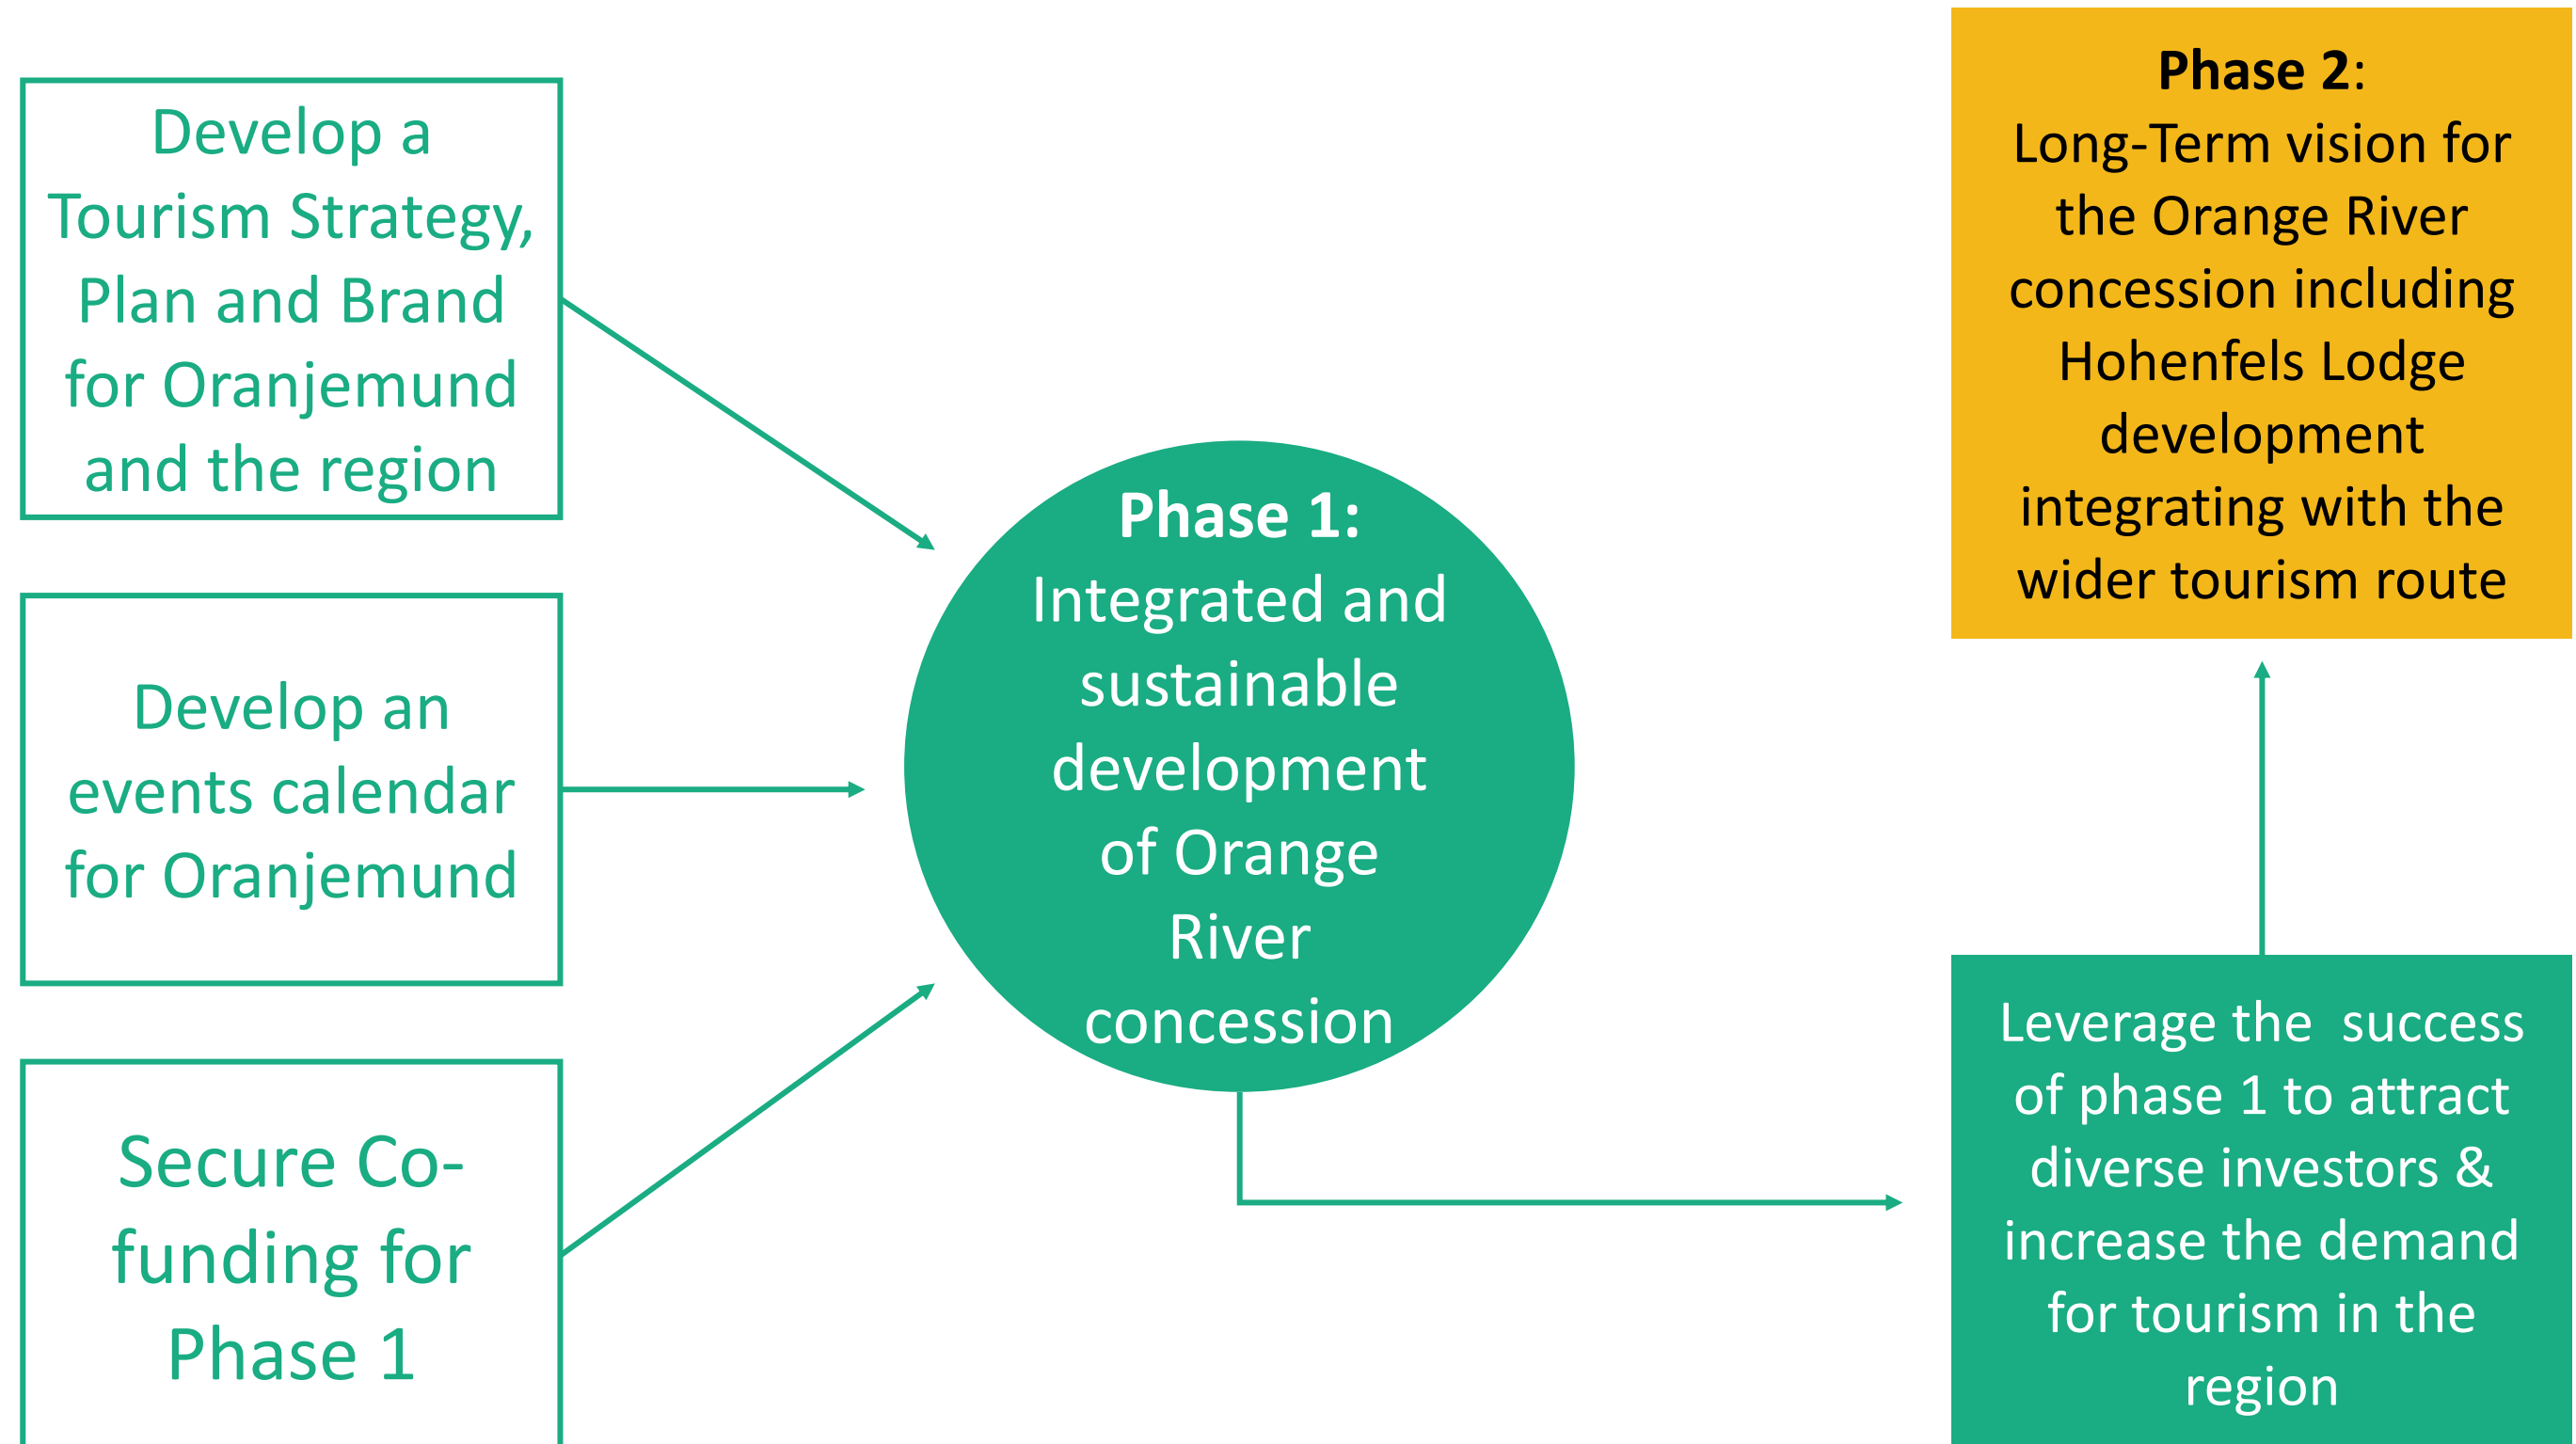 Develop a
Tourism Strategy,
Plan and Brand
for Oranjemund
and the region
Develop an
events calendar
for Oranjemund
Secure Co-
funding for
Phase 1
Phase 1:
Integrated and
sustainable
development
of Orange
River
concession
Phase 2:
Long-Term vision for
the Orange River
concession including
Hohenfels Lodge
development
integrating with the
wider tourism route
Leverage the  success
of phase 1 to attract
diverse investors &
increase the demand
for tourism in the
region